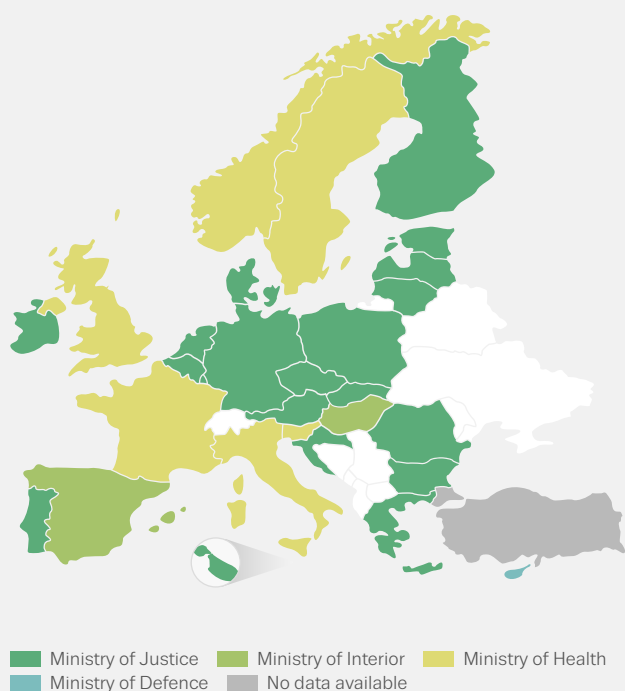 Ministry of Justice Ministry of Interior Ministry of Health
Ministry of Defence No data available